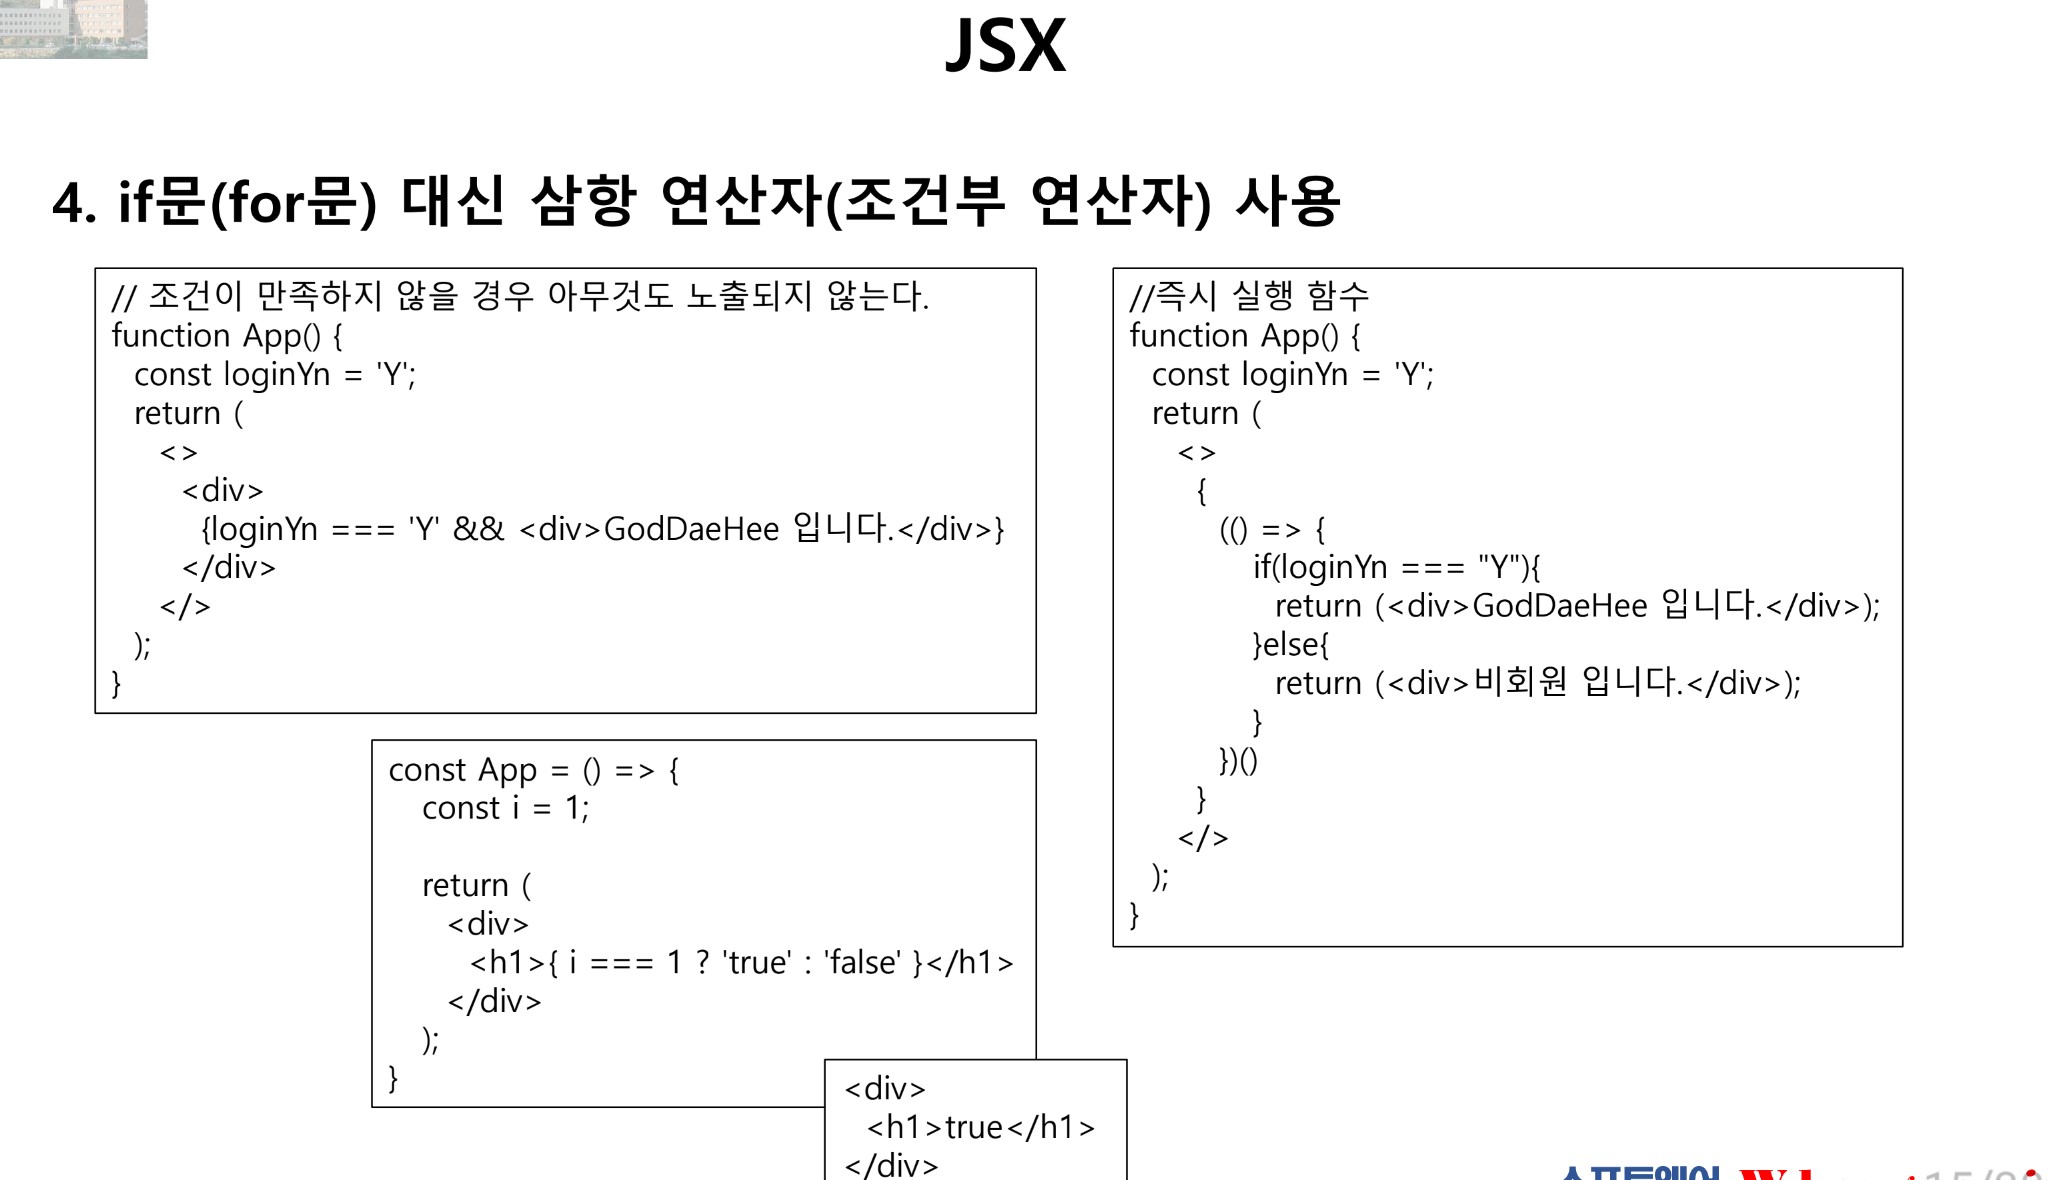 JSX
4. if문(for문) 대신 삼항 연산자(조건부 연산자) 사용
// 조건이 만족하지 않을 경우 아무것도 노출되지 않는다.
function App() {
const loginYn = 'Y';
return (
<>
<div>
{loginYn === 'Y' && <div>GodDaeHee 입니다.</div>}
</div>
</>
);
}
//즉시 실행 함수
function App() {
const loginYn = 'Y';
return (
<>
{
(() => {
if(loginYn === "Y"){
return (<div>GodDaeHee 입니다.</div>);
}else{
return (<div>비회원 입니다.</div>);
}
})()
}
</>
);
}
const App = () => {
const i = 1;
return (
<div>
<h1>{ i === 1 ? 'true' : 'false' }</h1>
</div>
);
}
<div>
<h1>true</h1>
</div>